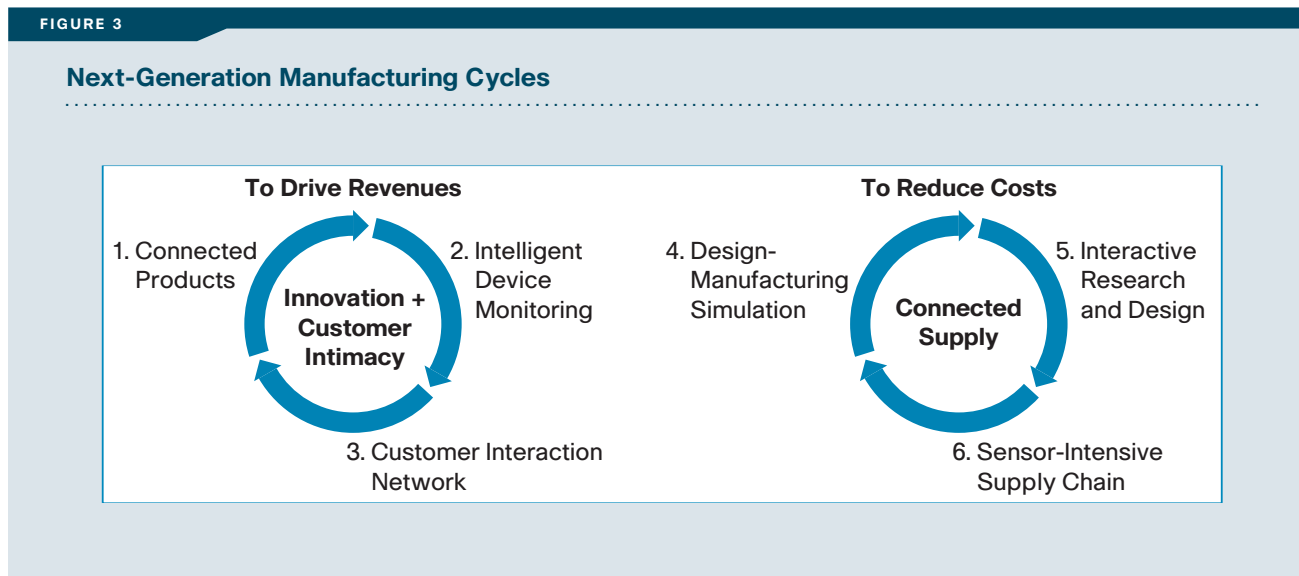 FIGURE 3
Next-Generation Manufacturing Cycles
To Drive Revenues
1. Connected
Products
2. Intelligent
Device
Monitoring
Innovation +
Customer
Intimacy
3. Customer Interaction
Network
To Reduce Costs
4. Design-
Manufacturing
Simulation
5. Interactive
Research
and Design
Connected
Supply
6. Sensor-Intensive
Supply Chain